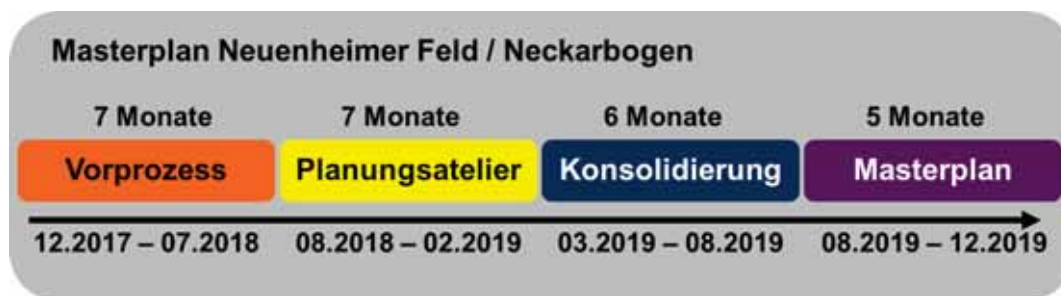 Masterplan Neuenheimer Feld / Neckarbogen
7 Monate 7 Monate 6 Monate 5 Monate
Vorprozess Planungsatelier Konsolidierung Masterplan
12.2017 – 07.2018 08.2018 – 02.2019 03.2019 – 08.2019 08.2019 – 12.2019